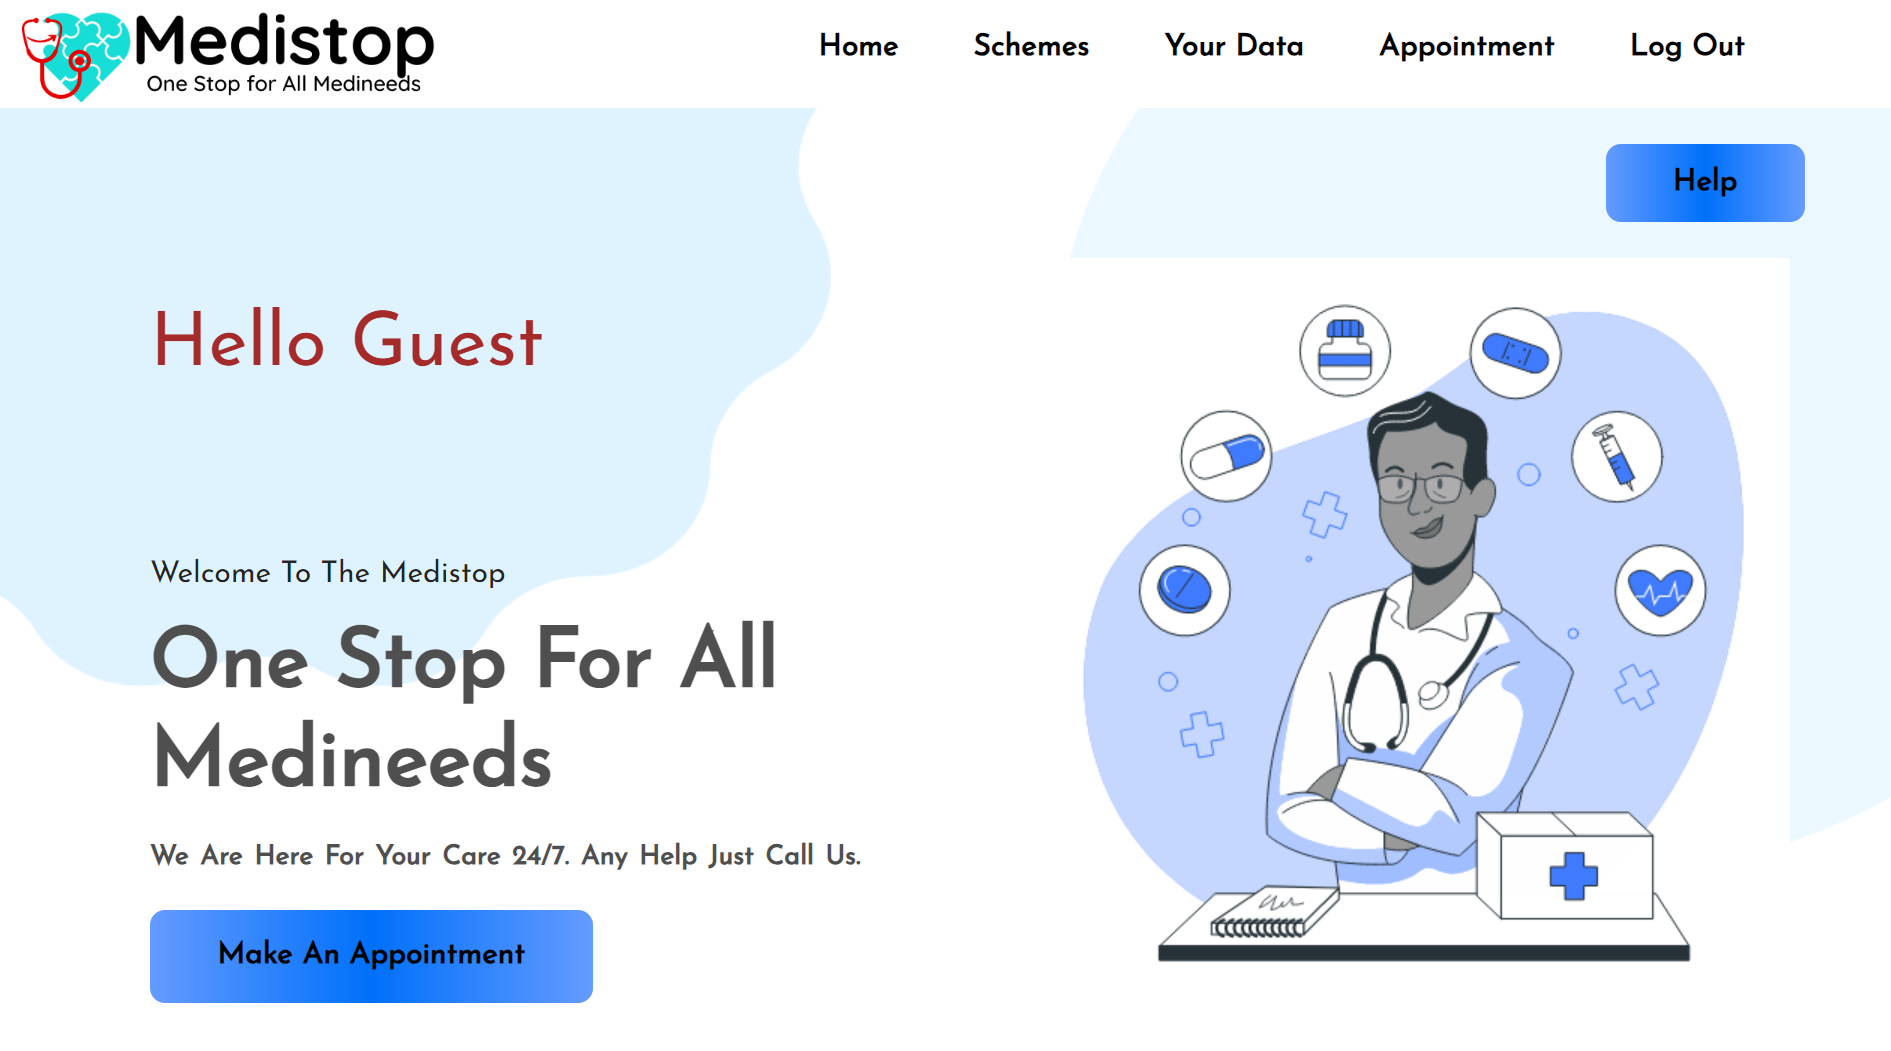 Medistop
One Stop for All Medineeds
Home
Schemes
Your Data
Appointment
Log Out
Help
Hello Guest
Welcome To The Medistop
One Stop For All
Medineeds
We Are Here For Your Care 24/7. Any Help Just Call Us.
Make An Appointment